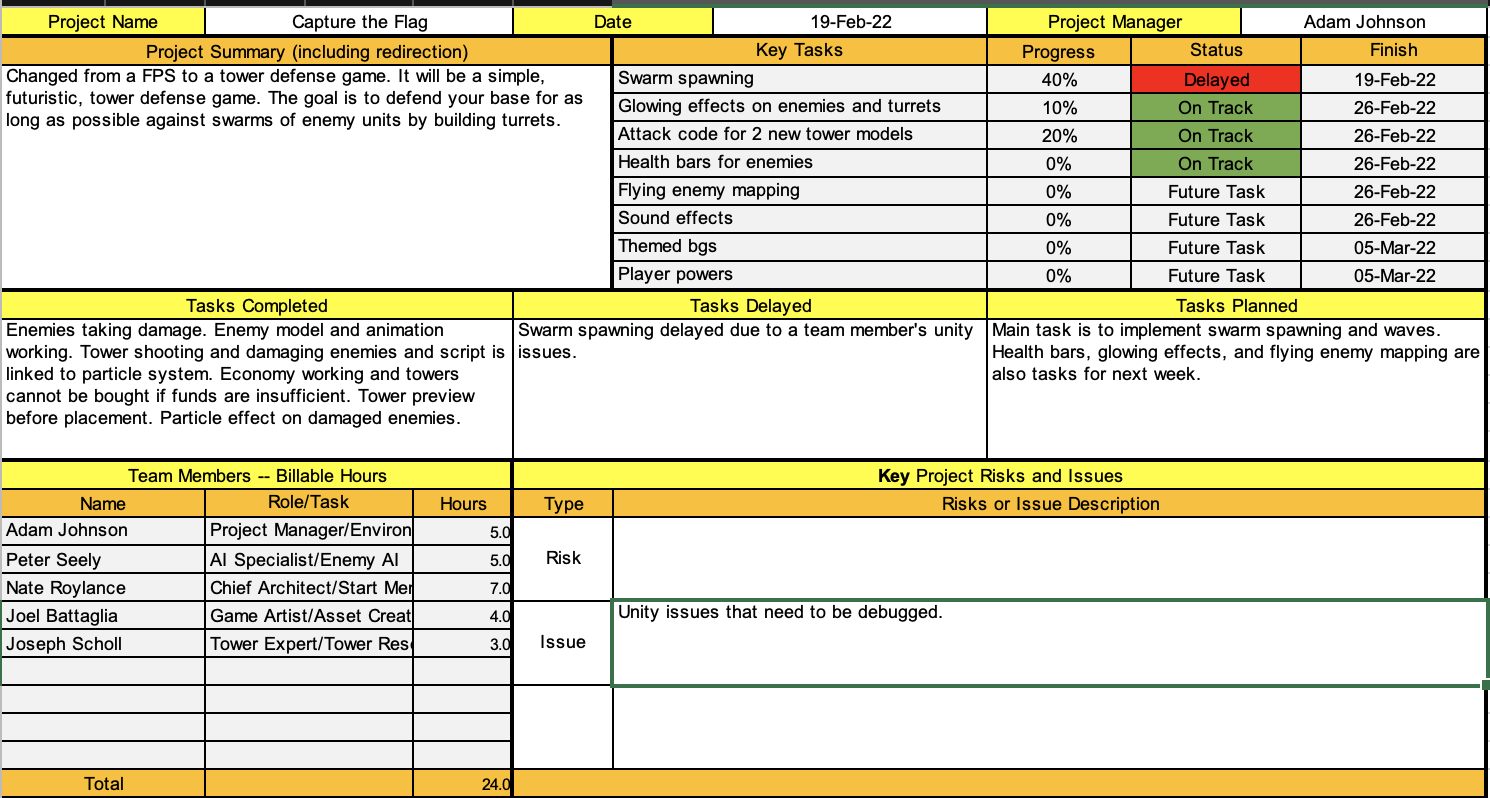 Project Name Capture the Flag Date 19-Feb-22 Project Manager Adam Johnson
Project Summary (including redirection) Key Tasks Progress Status Finish
Changed from a FPS to a tower defense game. It will be a simple,
futuristic, tower defense game. The goal is to defend your base for as
long as possible against swarms of enemy units by building turrets.
Swarm spawning 40% Delayed 19-Feb-22
Glowing effects on enemies and turrets 10% On Track 26-Feb-22
Attack code for 2 new tower models 20% On Track 26-Feb-22
Health bars for enemies 0% On Track 26-Feb-22
Flying enemy mapping 0% Future Task 26-Feb-22
Sound effects 0% Future Task 26-Feb-22
Themed bgs 0% Future Task 05-Mar-22
Player powers 0% Future Task 05-Mar-22
Tasks Completed Tasks Delayed Tasks Planned
Enemies taking damage. Enemy model and animation
working. Tower shooting and damaging enemies and script is
linked to particle system. Economy working and towers
cannot be bought if funds are insufficient. Tower preview
before placement. Particle effect on damaged enemies.
Swarm spawning delayed due to a team member's unity
issues.
Main task is to implement swarm spawning and waves.
Health bars, glowing effects, and flying enemy mapping are
also tasks for next week.
Team Members -- Billable Hours Key Project Risks and Issues
Name Role/Task Hours Type Risks or Issue Description
Adam Johnson Project Manager/Environ 5.0
Peter Seely AI Specialist/Enemy AI 5.0
Nate Roylance Chief Architect/Start Mer 7.0
Joel Battaglia Game Artist/Asset Creat 4.0
Joseph Scholl Tower Expert/Tower Rese 3.0
Risk
Issue Unity issues that need to be debugged.
Total 24.0